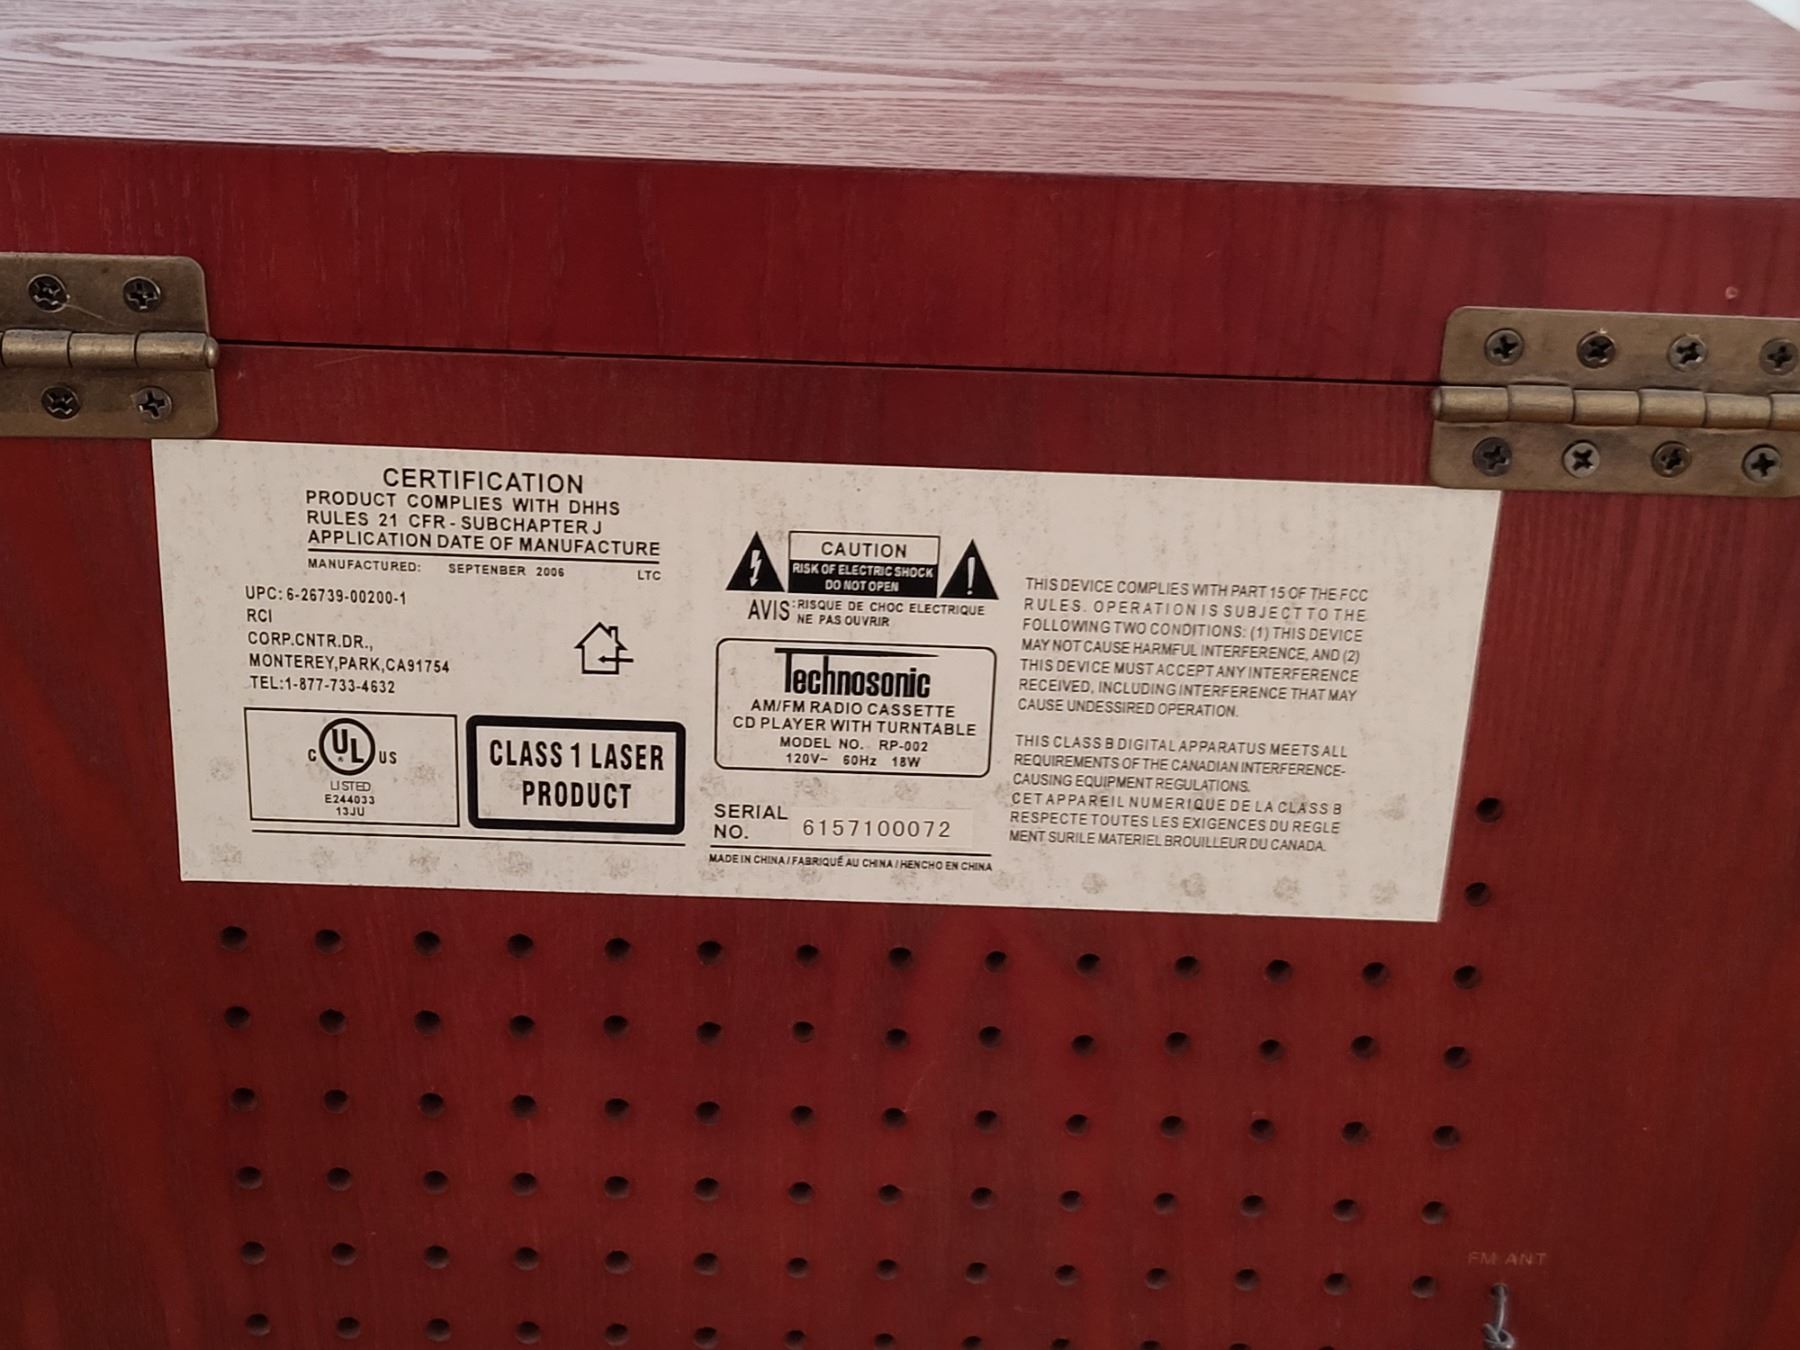 CERTIFICATION
PRODUCT COMPLIES WITH DHHS
RULES 21 CFR - SUBCHAPTER J
APPLICATION DATE OF MANUFACTURE
MANUFACTURED: SEPTENBER 2006 LTC
UPC: 6-26739-00200-1
RCI
CORP.CNTR.DR.,
MONTEREY,PARK,CA91754
TEL:1-877-733-4632
C UL US
®
LISTED
E244033
13JU
CLASS 1 LASER
PRODUCT
CAUTION
RISK OF ELECTRIC SHOCK
DO NOT OPEN
!
AVIS: RISQUE DE CHOC ELECTRIQUE
NE PAS OUVRIR
Technosonic
AM/FM RADIO CASSETTE
CD PLAYER WITH TURNTABLE
MODEL NO. RP-002
120V~ 60Hz 18W
SERIAL
NO. 6157100072
MADE IN CHINA / FABRIQUÉ AU CHINA / HENCHO EN CHINA
THIS DEVICE COMPLIES WITH PART 15 OF THE FCC
RULES. OPERATION IS SUBJECT TO THE
FOLLOWING TWO CONDITIONS: (1) THIS DEVICE
MAY NOT CAUSE HARMFUL INTERFERENCE, AND (2)
THIS DEVICE MUST ACCEPT ANY INTERFERENCE
RECEIVED, INCLUDING INTERFERENCE THAT MAY
CAUSE UNDESSIRED OPERATION.
THIS CLASS B DIGITAL APPARATUS MEETS ALL
REQUIREMENTS OF THE CANADIAN INTERFERENCE-
CAUSING EQUIPMENT REGULATIONS.
CET APPAREIL NUMERIQUE DE LA CLASS B
RESPECTE TOUTES LES EXIGENCES DU REGLE
MENT SURILE MATERIEL BROUILLEUR DU CANADA.
FM ANT